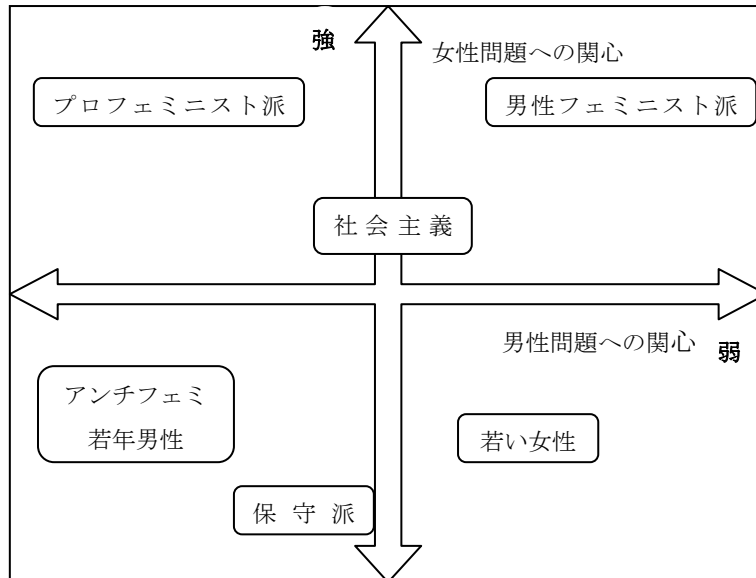 強
女性問題への関心
プロフェミニスト派
男性フェミニスト派
社会主義
男性問題への関心 弱
アンチフェミ
若年男性
若い女性
保守派